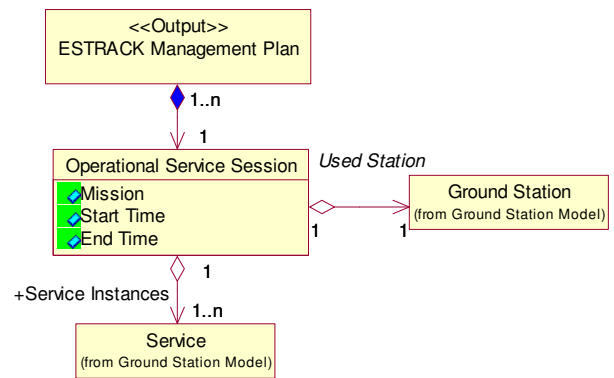 <<Output>>
ESTRACK Management Plan
1..n
1
Operational Service Session
Used Station
Mission
Start Time
End Time
Ground Station
(from Ground Station Model)
1
1
1
+Service Instances
1..n
Service
(from Ground Station Model)